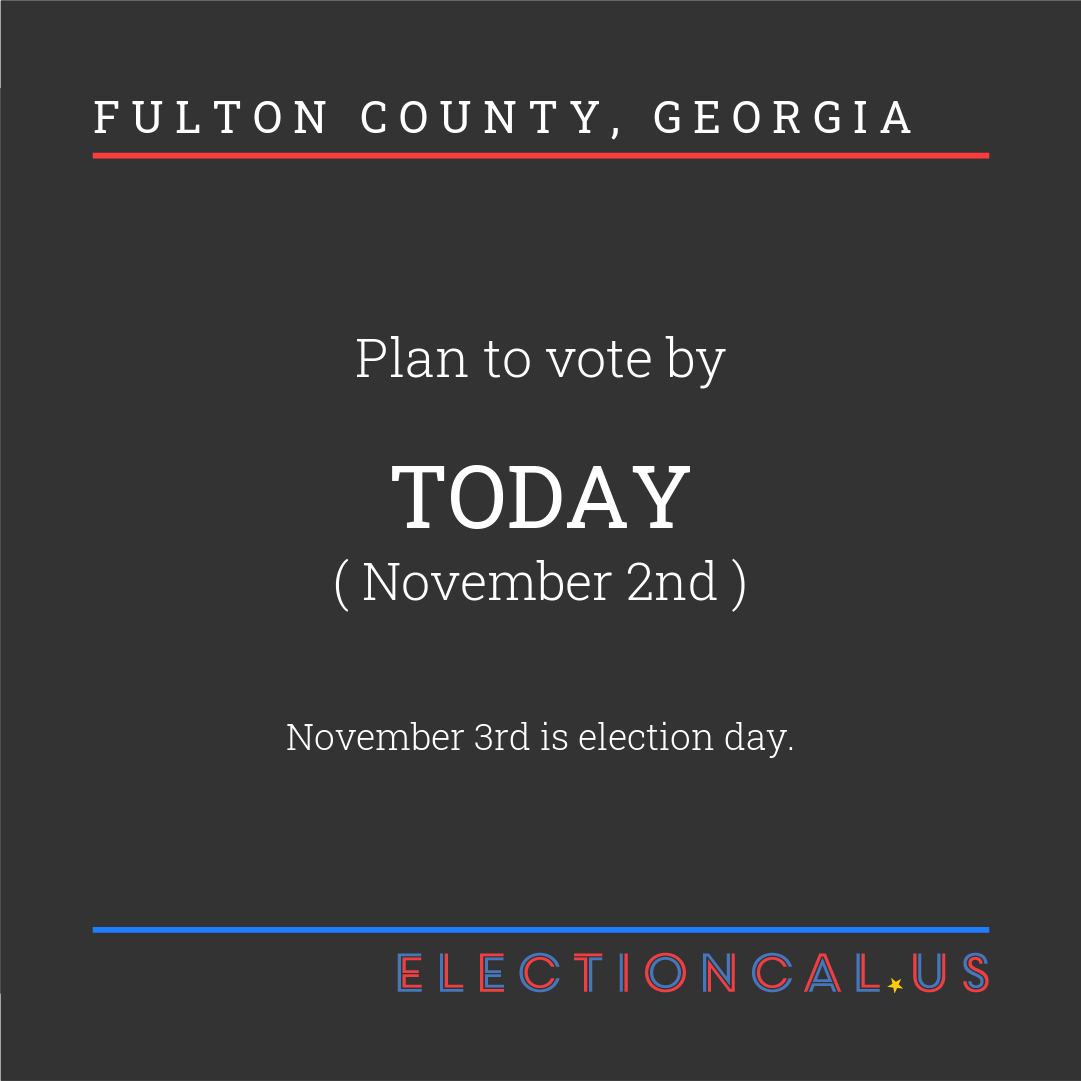 FULTON COUNTY, GEORGIA
Plan to vote by
TODAY
( November 2nd )
November 3rd is election day.
ELECTIONCAL.US